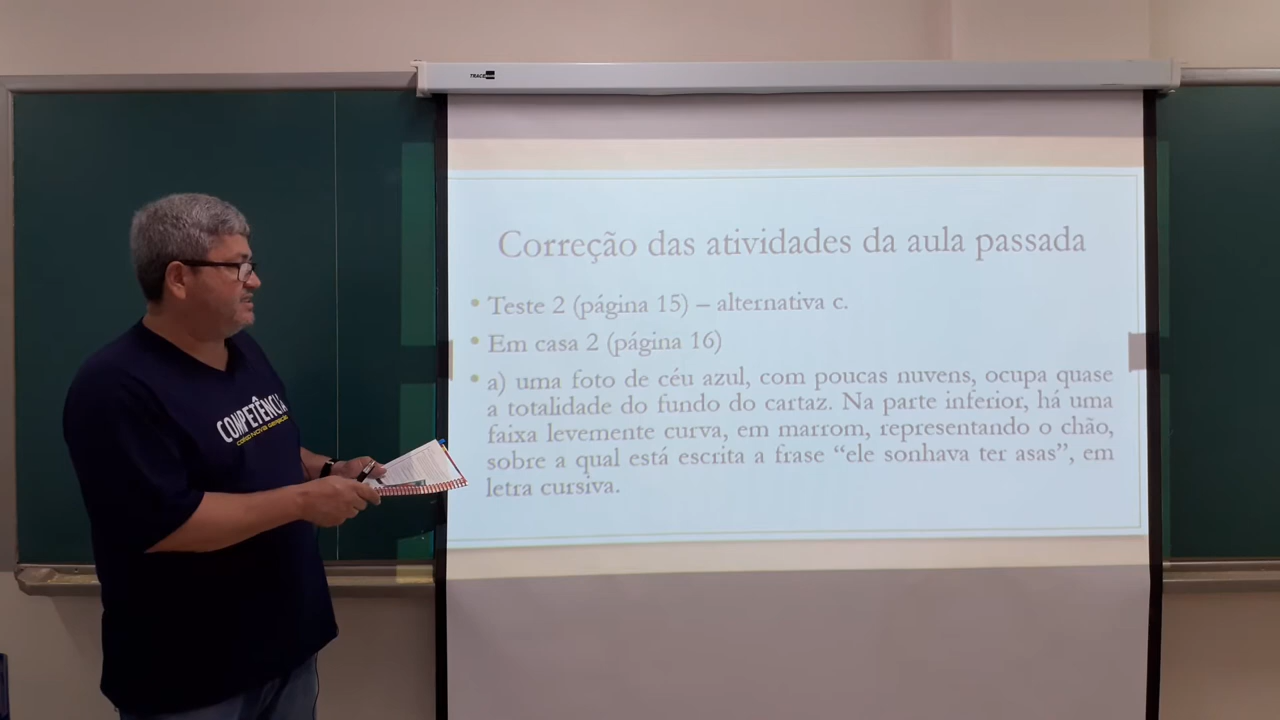 Correção das atividades da aula passada
Teste 2 (página 15) – alternativa c.
Em casa 2 (página 16)
a) uma foto de céu azul, com poucas nuvens, ocupa quase
a totalidade do fundo do cartaz. Na parte inferior, há uma
faixa levemente curva, em marrom, representando o chão,
sobre a qual está escrita a frase “ele sonhava ter asas”, em
letra cursiva.
COMPETÊNCIA